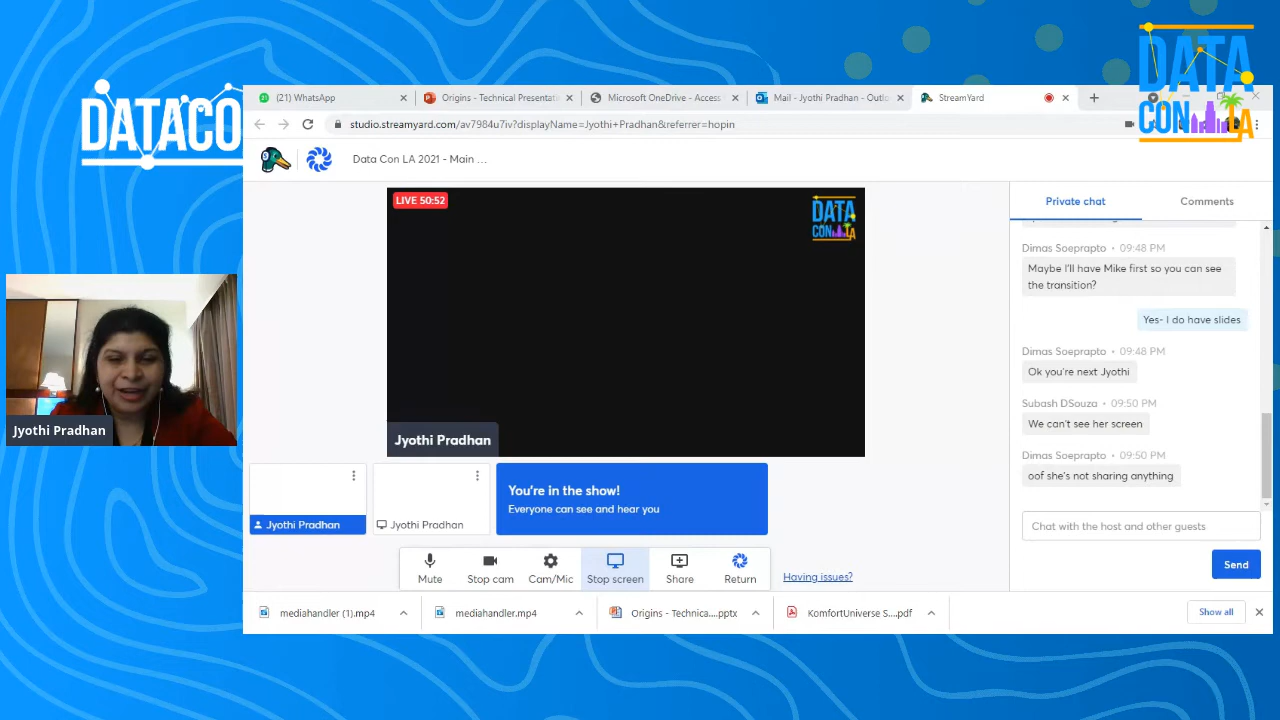 DATACO
DATA
CON LA
(21) WhatsApp
Origins - Technical Presentati
Microsoft OneDrive - Access
Mail - Jyothi Pradhan - Outlo
StreamYard
studio.streamyard.com/av7984u7iv?displayName=Jyothi+Pradhan&referrer=hopin
Data Con LA 2021 - Main ...
LIVE 50:52
DATA
CON LA
Jyothi Pradhan
Jyothi Pradhan
Jyothi Pradhan
Jyothi Pradhan
You're in the show!
Everyone can see and hear you
Mute
Stop cam
Cam/Mic
Stop screen
Share
Return
Having issues?
Private chat
Comments
Dimas Soeprapto • 09:48 PM
Maybe I'll have Mike first so you can see
the transition?
Yes- I do have slides
Dimas Soeprapto • 09:48 PM
Ok you're next Jyothi
Subash DSouza • 09:50 PM
We can't see her screen
Dimas Soeprapto • 09:50 PM
oof she's not sharing anything
Chat with the host and other guests
Send
mediahandler (1).mp4
mediahandler.mp4
Origins - Technica....pptx
KomfortUniverse S....pdf
Show all